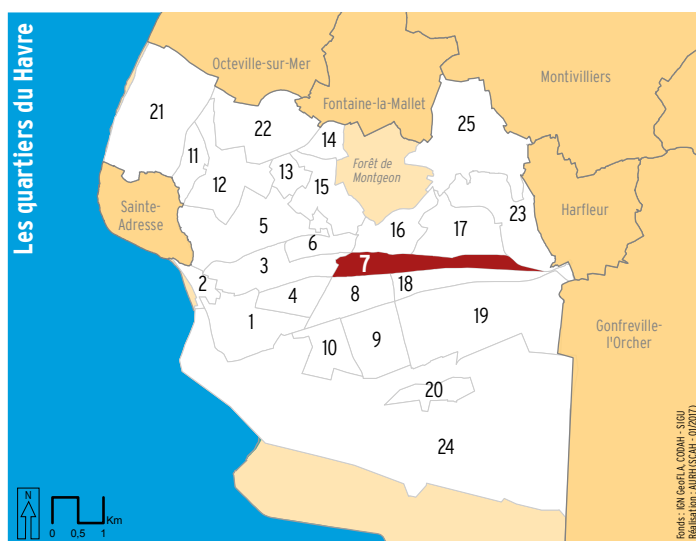 Les quartiers du Havre
Octeville-sur-Mer
Montivilliers
Fontaine-la-Mallet
21
22
14
25
11
13
Forêt de
Montgeon
12
15
Sainte-
Adresse
Harfleur
23
5
16
17
6
3
7
2
18
8
4
19
1
Gonfreville-
l'Orcher
10
9
20
24
N
0 0,5 1 Km
Fonds : IGN GeoFLA, CODAH - SIGU
Réalisation : AURH (SCAH - 01/2017)